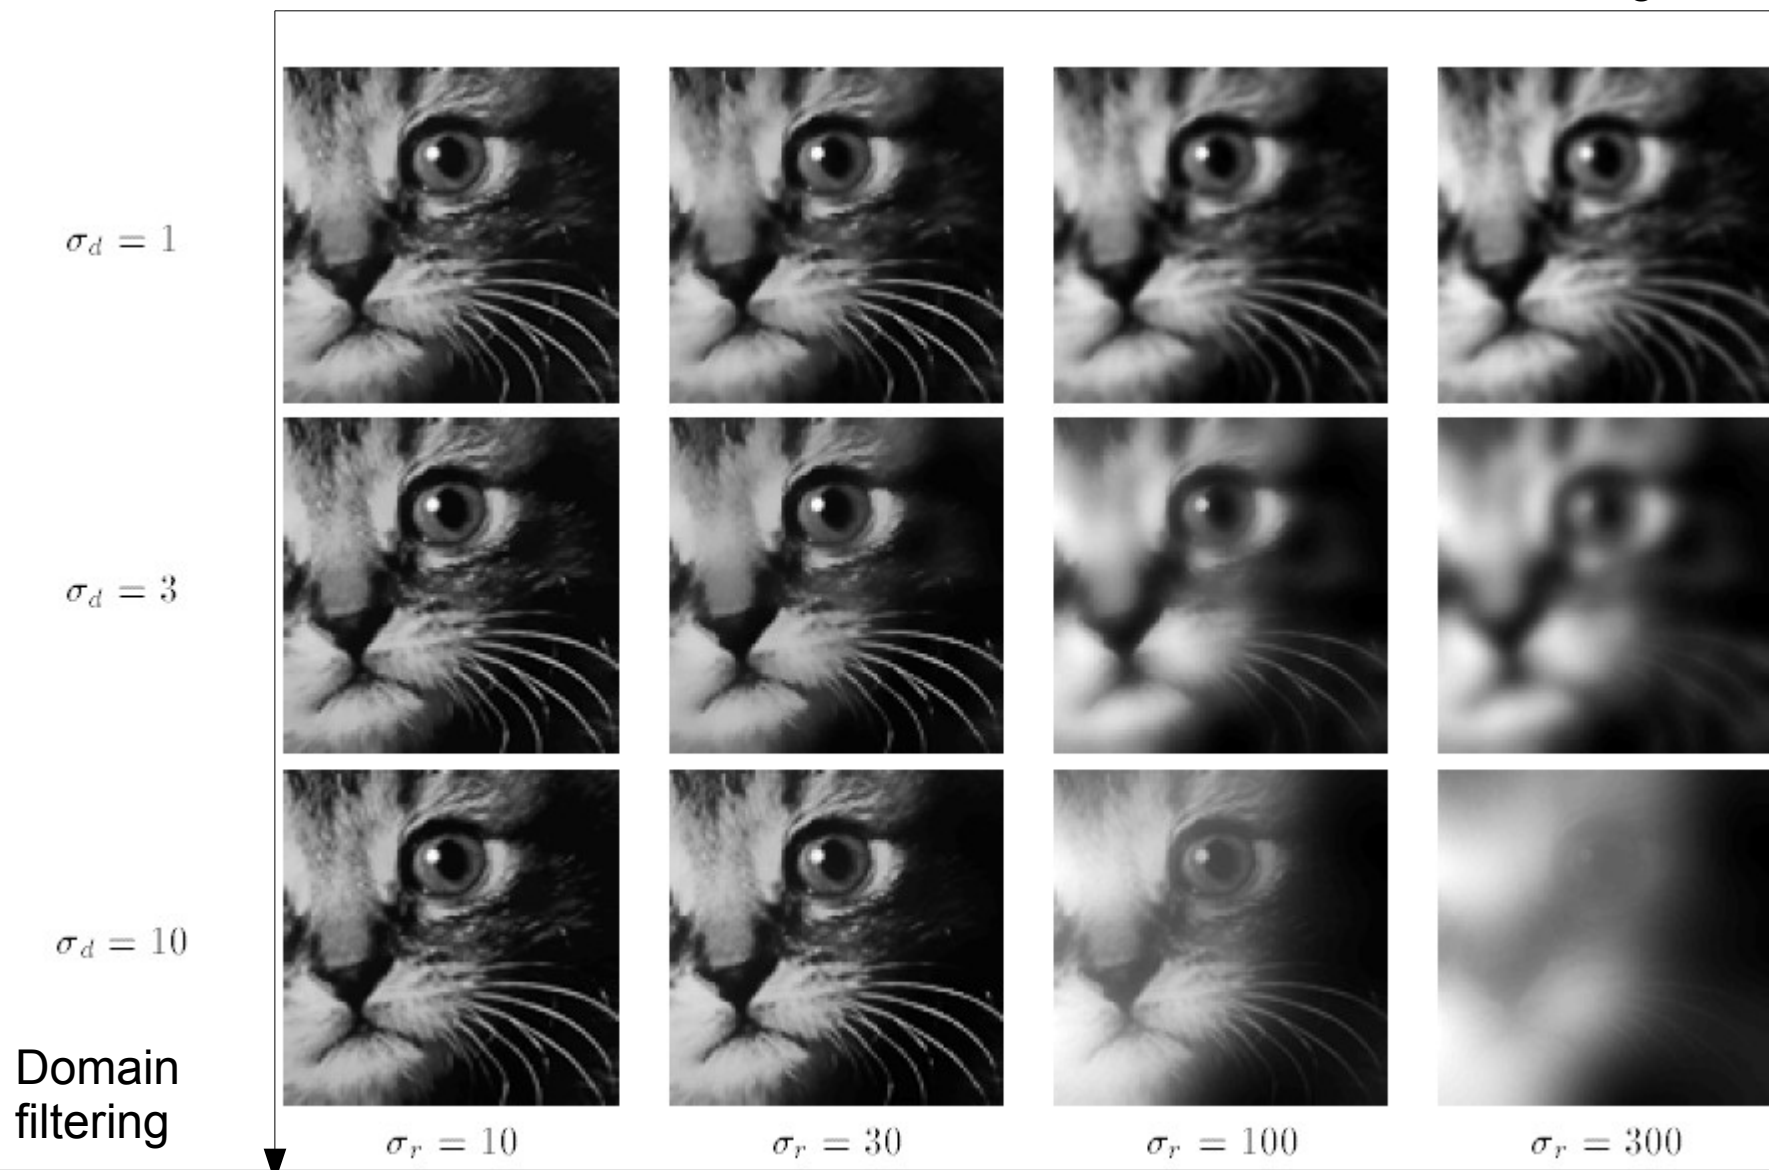 σd = 1
σd = 3
σd = 10
Domain
filtering
σr = 10
σr = 30
σr = 100
σr = 300